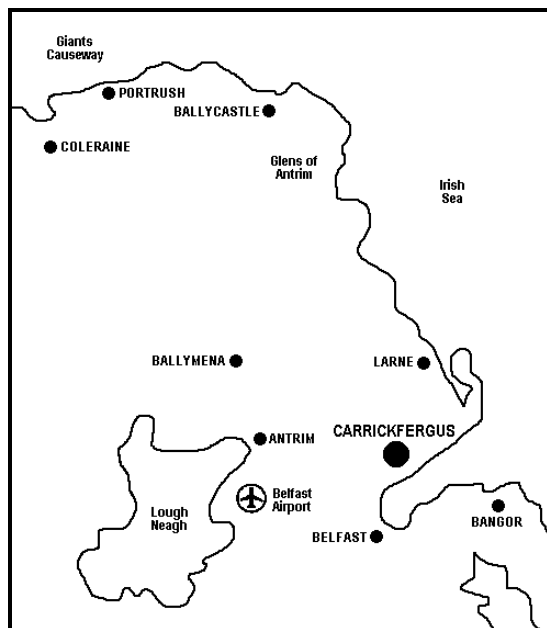 Giants
Causeway
PORTRUSH
BALLYCASTLE
COLERAINE
Glens of
Antrim
Irish
Sea
BALLYMENA
LARNE
CARRICKFERGUS
ANTRIM
Lough
Neagh
Belfast
Airport
BELFAST
BANGOR